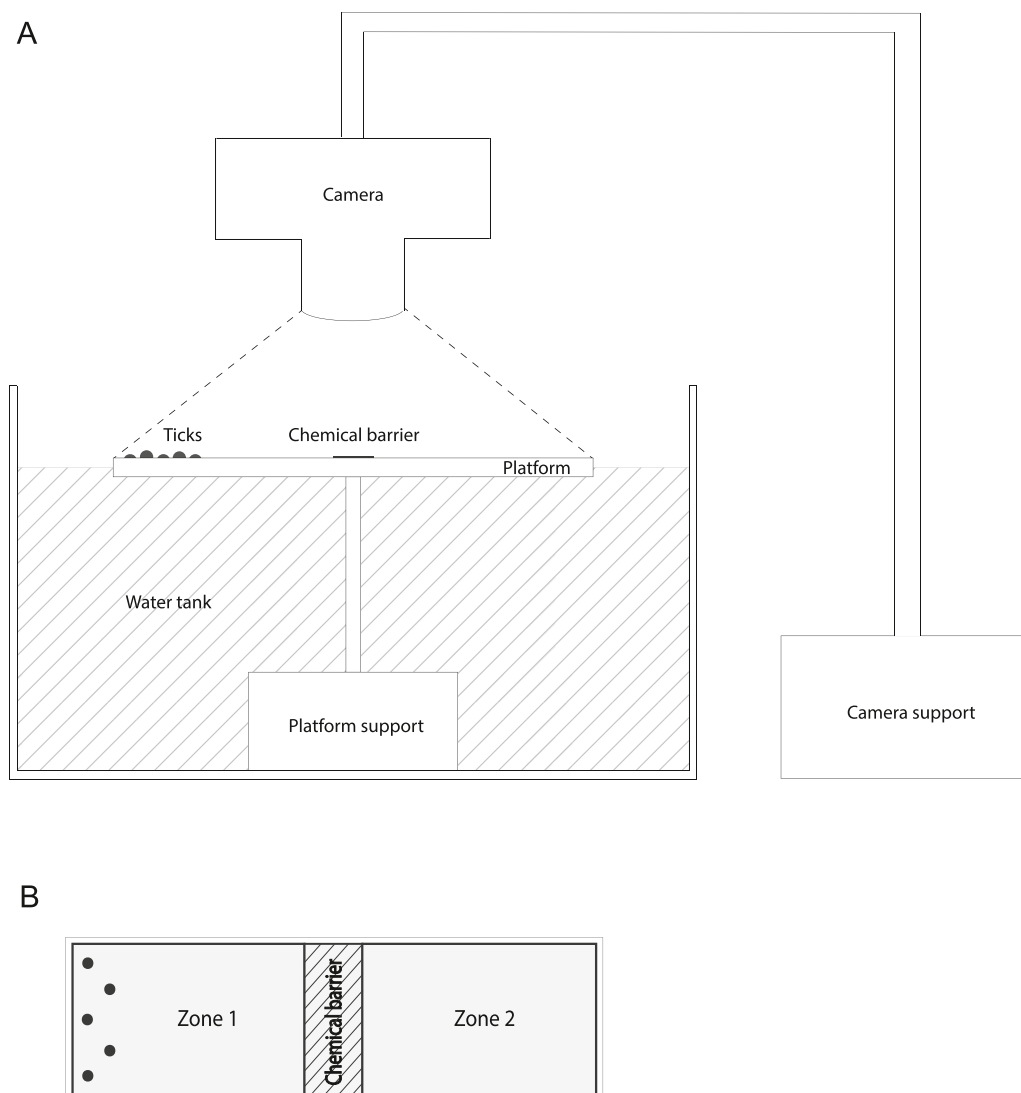 A
Camera
Ticks
Chemical barrier
Platform
Water tank
Platform support
Camera support
B
Zone 1
Chemical barrier
Zone 2